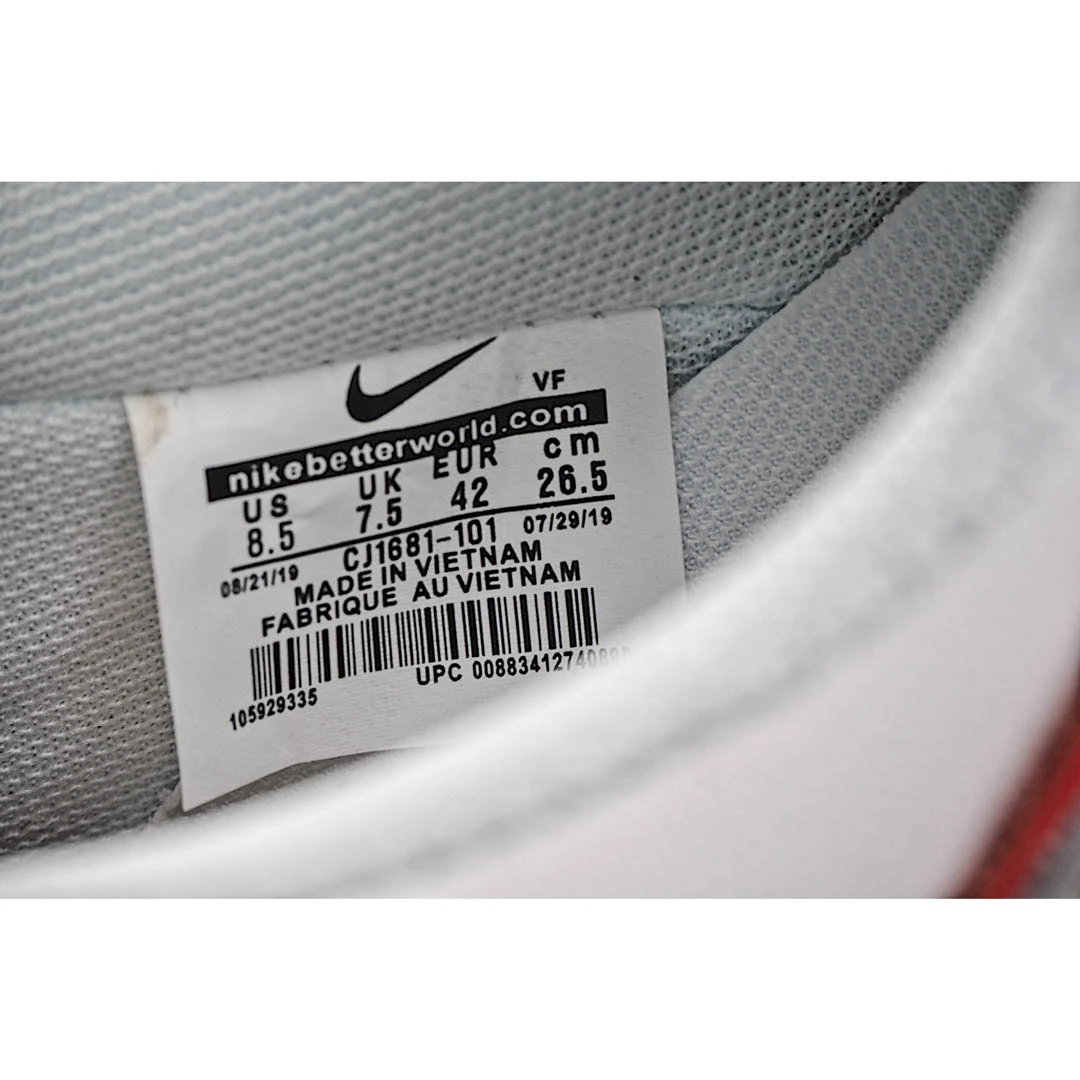 VF
nikebetterworld.com
US UK EUR cm
8.5 7.5 42 26.5
08/21/19 CJ1681-101 07/29/19
MADE IN VIETNAM
FABRIQUE AU VIETNAM
105929335 UPC